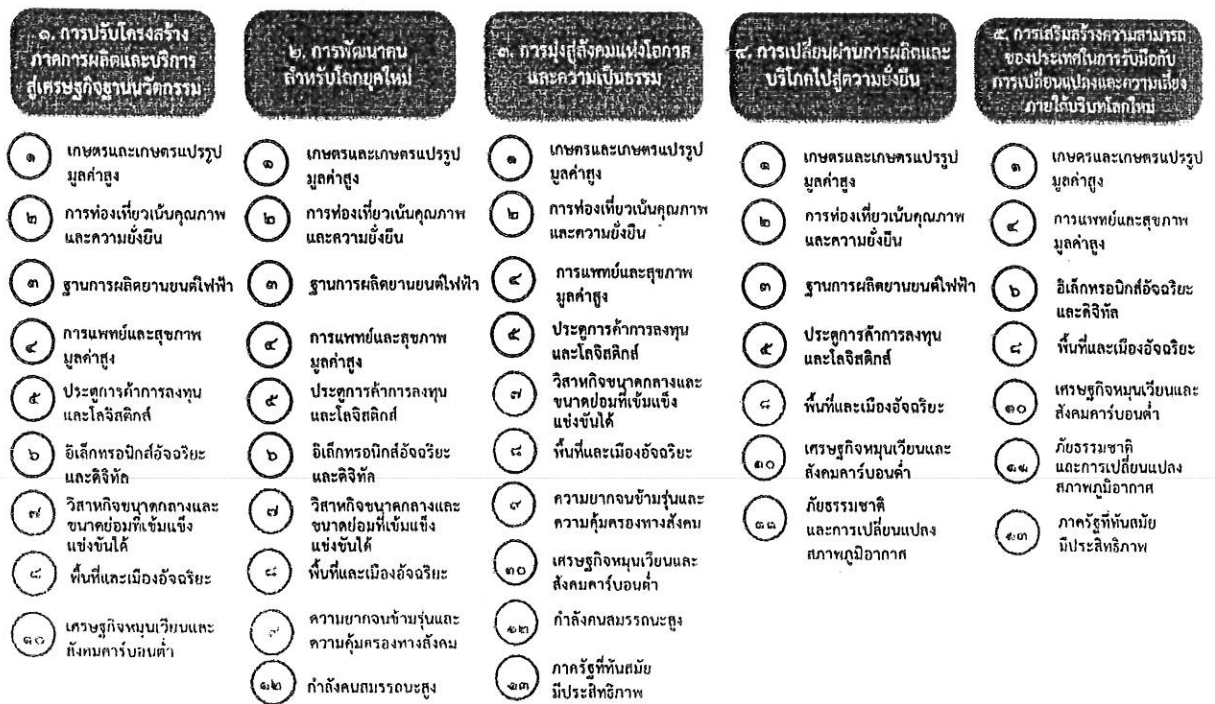 ๑. การปรับโครงสร้าง
ภาคการผลิตและบริการ
สู่เศรษฐกิจฐานนวัตกรรม
๑
เกษตรและเกษตรแปรรูป
มูลค่าสูง
๒
การท่องเที่ยวเน้นคุณภาพ
และความยั่งยืน
๓
ฐานการผลิตยานยนต์ไฟฟ้า
๔
การแพทย์และสุขภาพ
มูลค่าสูง
๕
ประตูการค้าการลงทุน
และโลจิสติกส์
๖
อิเล็กทรอนิกส์อัจฉริยะ
และดิจิทัล
๗
วิสาหกิจขนาดกลางและ
ขนาดย่อมที่เข้มแข็ง
แข่งขันได้
๘
พื้นที่และเมืองอัจฉริยะ
๑๐
เศรษฐกิจหมุนเวียนและ
สังคมคาร์บอนต่ำ
๒. การพัฒนาคน
สำหรับโลกยุคใหม่
๑
เกษตรและเกษตรแปรรูป
มูลค่าสูง
๒
การท่องเที่ยวเน้นคุณภาพ
และความยั่งยืน
๓
ฐานการผลิตยานยนต์ไฟฟ้า
๔
การแพทย์และสุขภาพ
มูลค่าสูง
๕
ประตูการค้าการลงทุน
และโลจิสติกส์
๖
อิเล็กทรอนิกส์อัจฉริยะ
และดิจิทัล
๗
วิสาหกิจขนาดกลางและ
ขนาดย่อมที่เข้มแข็ง
แข่งขันได้
๘
พื้นที่และเมืองอัจฉริยะ
๙
ความยากจนข้ามรุ่นและ
ความคุ้มครองทางสังคม
๑๒
กำลังคนสมรรถนะสูง
๓. การมุ่งสู่สังคมแห่งโอกาส
และความเป็นธรรม
๑
เกษตรและเกษตรแปรรูป
มูลค่าสูง
๒
การท่องเที่ยวเน้นคุณภาพ
และความยั่งยืน
๔
การแพทย์และสุขภาพ
มูลค่าสูง
๕
ประตูการค้าการลงทุน
และโลจิสติกส์
๗
วิสาหกิจขนาดกลางและ
ขนาดย่อมที่เข้มแข็ง
แข่งขันได้
๘
พื้นที่และเมืองอัจฉริยะ
๙
ความยากจนข้ามรุ่นและ
ความคุ้มครองทางสังคม
๑๐
เศรษฐกิจหมุนเวียนและ
สังคมคาร์บอนต่ำ
๑๒
กำลังคนสมรรถนะสูง
๑๓
ภาครัฐที่ทันสมัย
มีประสิทธิภาพ
๔. การเปลี่ยนผ่านการผลิตและ
บริโภคไปสู่ความยั่งยืน
๑
เกษตรและเกษตรแปรรูป
มูลค่าสูง
๒
การท่องเที่ยวเน้นคุณภาพ
และความยั่งยืน
๓
ฐานการผลิตยานยนต์ไฟฟ้า
๕
ประตูการค้าการลงทุน
และโลจิสติกส์
๘
พื้นที่และเมืองอัจฉริยะ
๑๐
เศรษฐกิจหมุนเวียนและ
สังคมคาร์บอนต่ำ
๑๑
ภัยธรรมชาติ
และการเปลี่ยนแปลง
สภาพภูมิอากาศ
๕. การเสริมสร้างความสามารถ
ของประเทศในการรับมือกับ
การเปลี่ยนแปลงและความเสี่ยง
ภายใต้บริบทโลกใหม่
๑
เกษตรและเกษตรแปรรูป
มูลค่าสูง
๔
การแพทย์และสุขภาพ
มูลค่าสูง
๖
อิเล็กทรอนิกส์อัจฉริยะ
และดิจิทัล
๘
พื้นที่และเมืองอัจฉริยะ
๑๐
เศรษฐกิจหมุนเวียนและ
สังคมคาร์บอนต่ำ
๑๑
ภัยธรรมชาติ
และการเปลี่ยนแปลง
สภาพภูมิอากาศ
๑๓
ภาครัฐที่ทันสมัย
มีประสิทธิภาพ